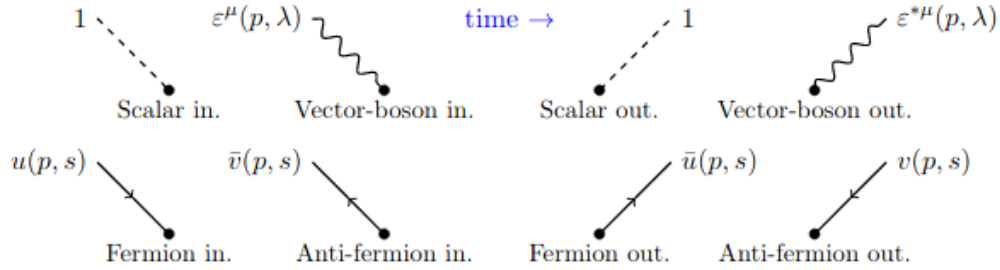 1 εᵘ(p, λ) time → 1 ε*ᵘ(p, λ)
Scalar in. Vector-boson in. Scalar out. Vector-boson out.
u(p, s) v̄(p, s) ū(p, s) v(p, s)
Fermion in. Anti-fermion in. Fermion out. Anti-fermion out.